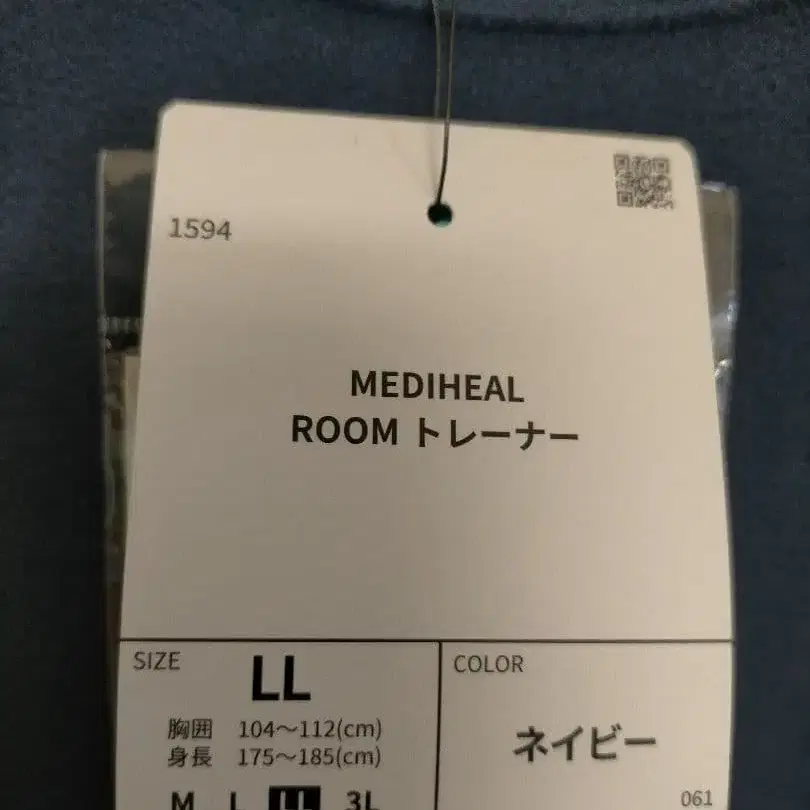 1594
MEDIHEAL
ROOM トレーナー
SIZE
LL
胸囲 104～112(cm)
身長 175～185(cm)
M L LL 3L
COLOR
ネイビー
061